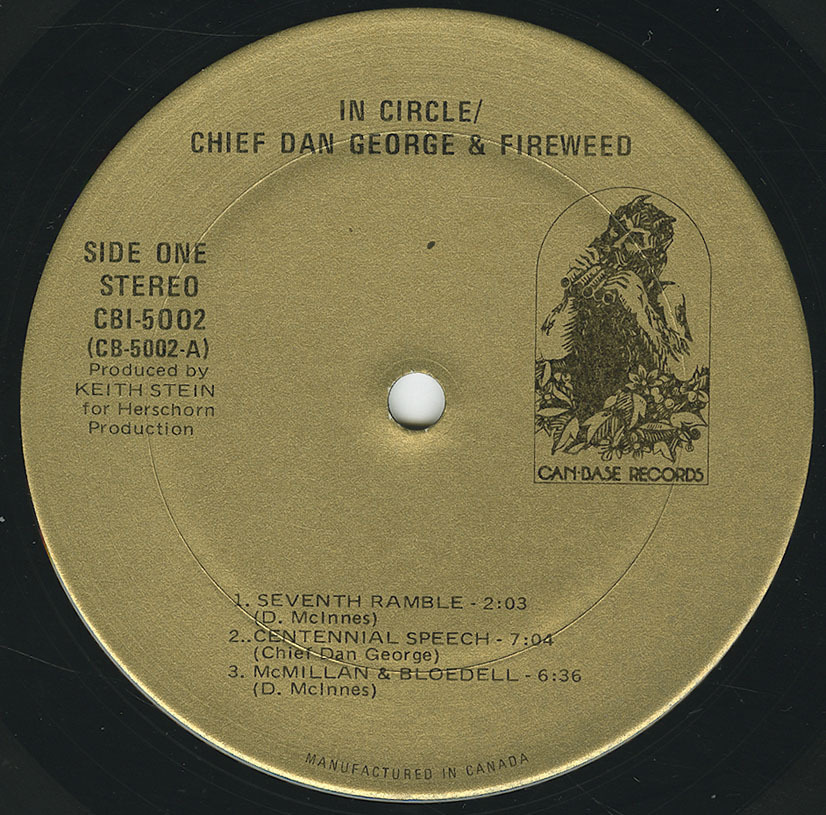 IN CIRCLE/
CHIEF DAN GEORGE & FIREWEED
SIDE ONE
STEREO
CBI-5002
(CB-5002-A)
Produced by
KEITH STEIN
for Herschorn
Production
CAN-BASE RECORDS
1. SEVENTH RAMBLE - 2:03
(D. McInnes)
2..CENTENNIAL SPEECH - 7:04
(Chief Dan George)
3. McMILLAN & BLOEDELL - 6:36
(D. McInnes)
MANUFACTURED IN CANADA